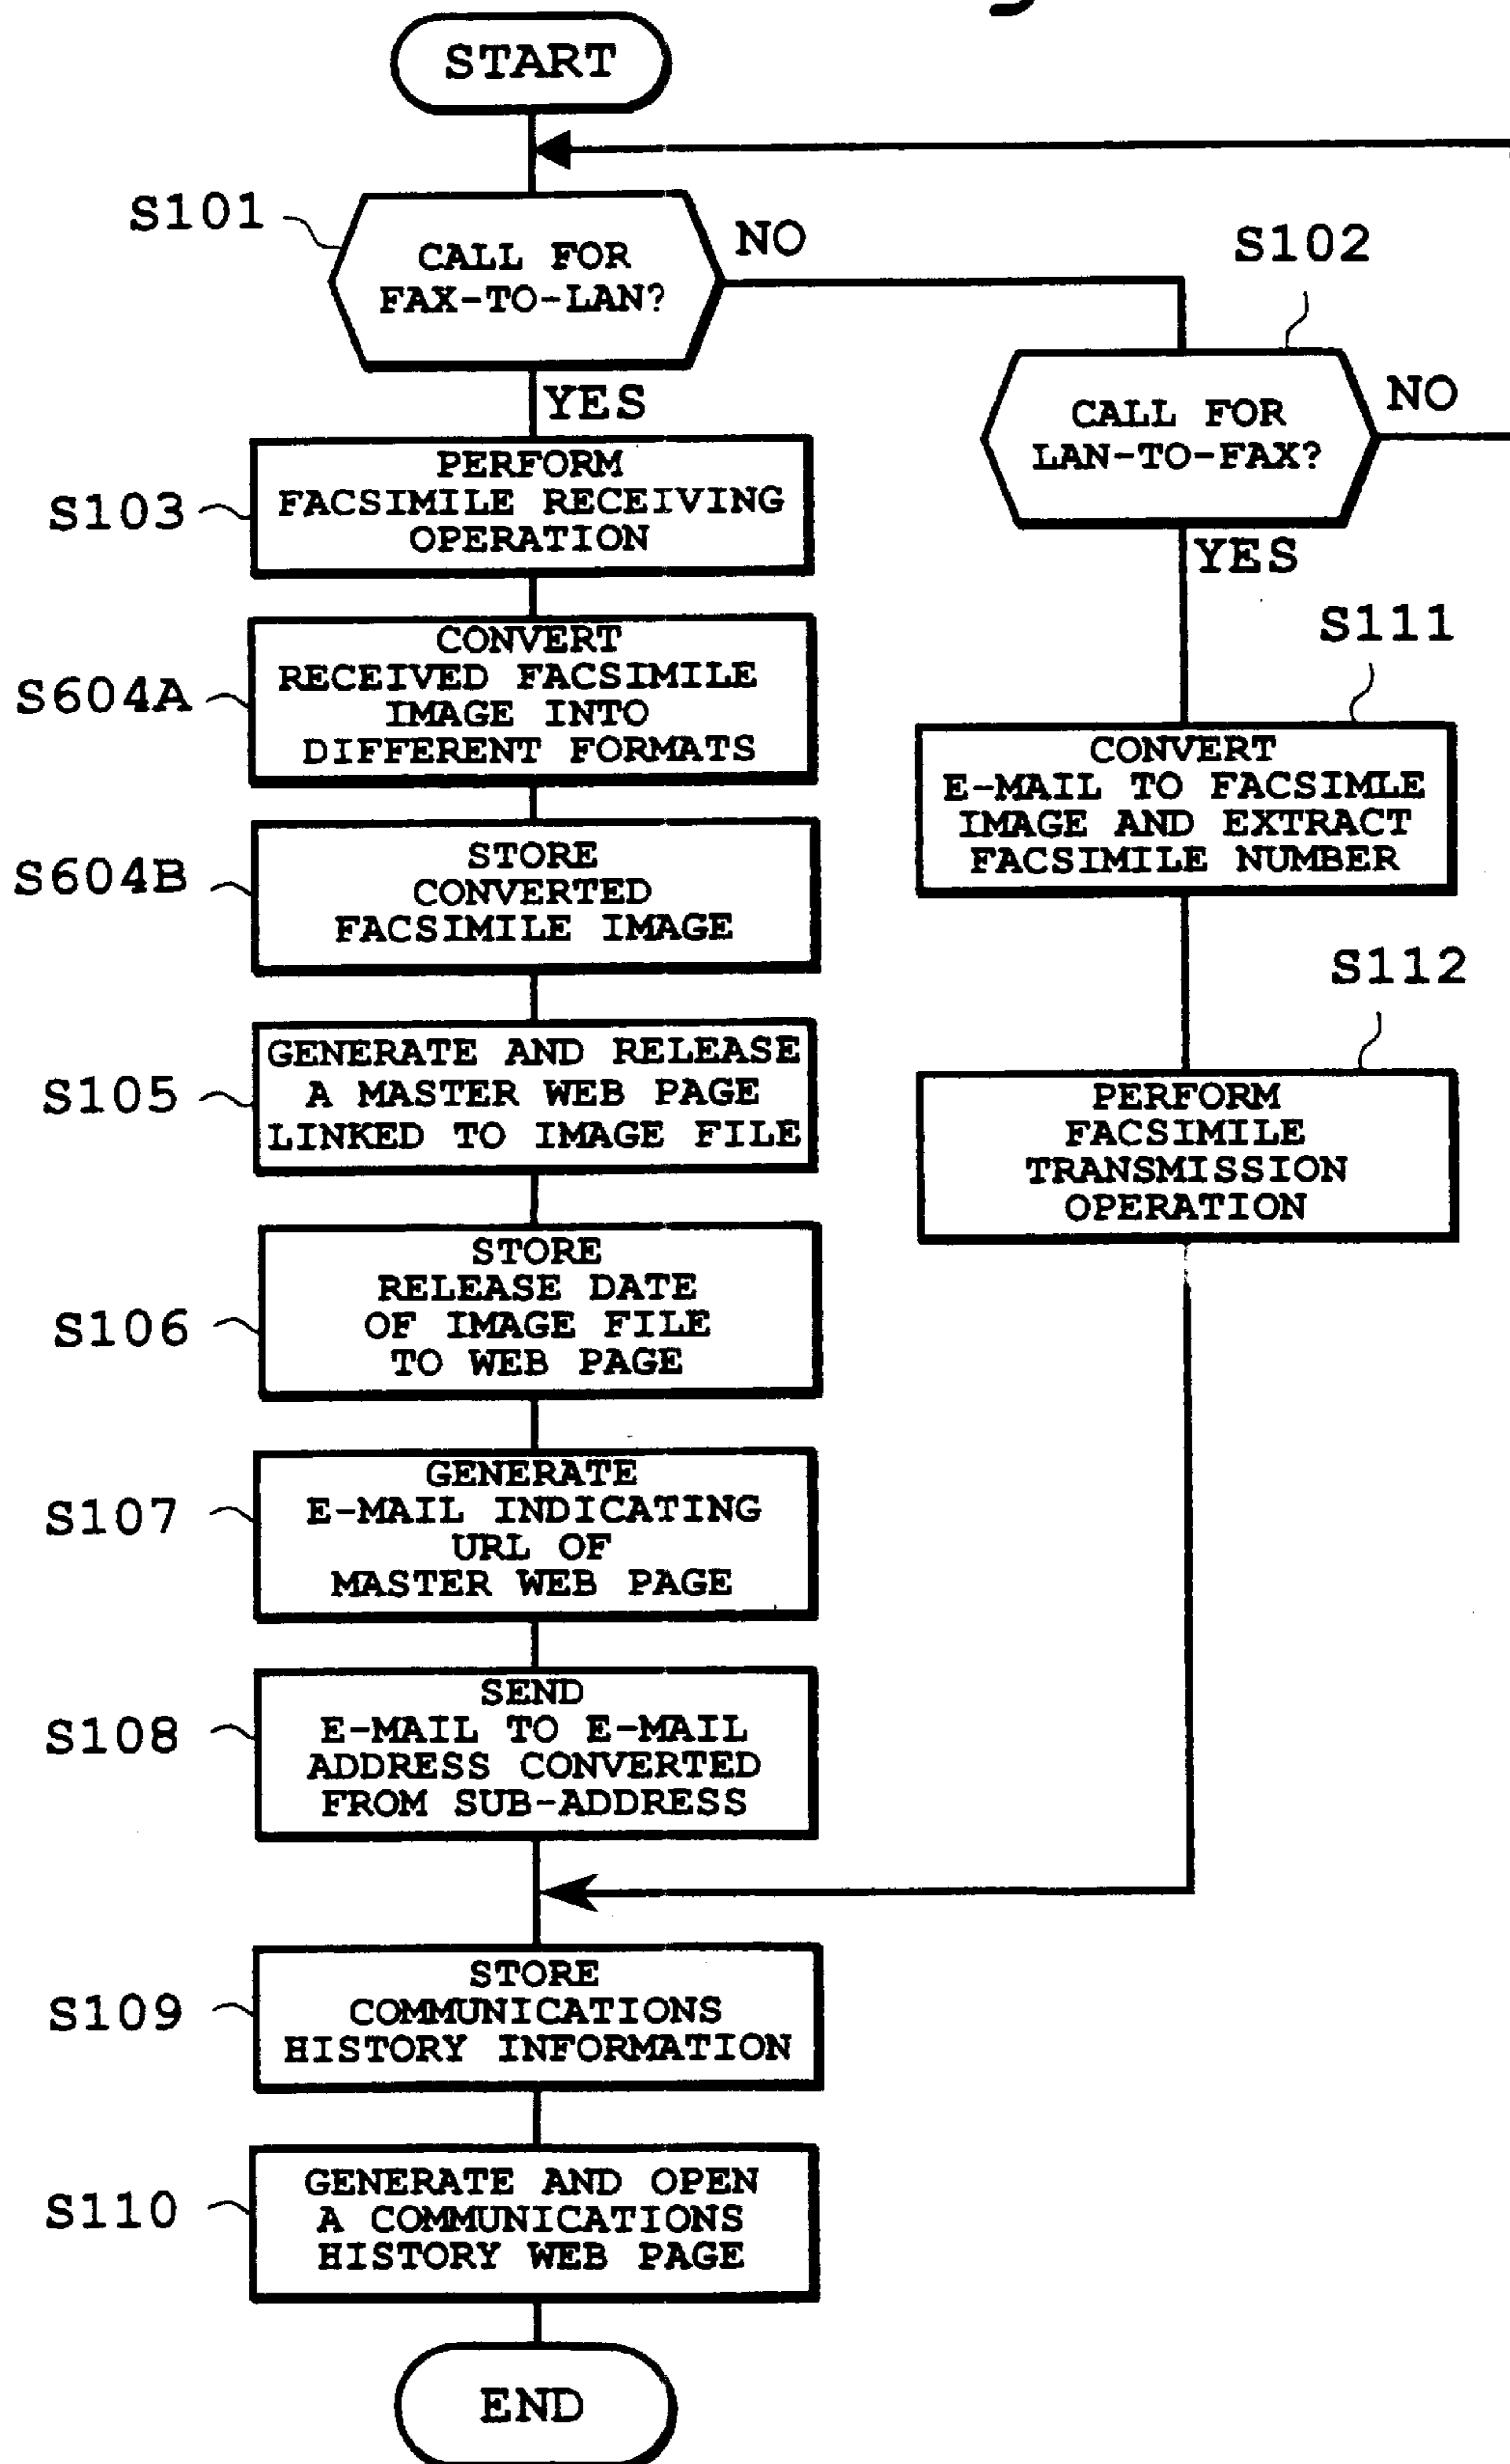 START
S101
CALL FOR
FAX-TO-LAN?
NO
YES
S102
CALL FOR
LAN-TO-FAX?
NO
YES
S103
PERFORM
FACSIMILE RECEIVING
OPERATION
S604A
CONVERT
RECEIVED FACSIMILE
IMAGE INTO
DIFFERENT FORMATS
S604B
STORE
CONVERTED
FACSIMILE IMAGE
S105
GENERATE AND RELEASE
A MASTER WEB PAGE
LINKED TO IMAGE FILE
S106
STORE
RELEASE DATE
OF IMAGE FILE
TO WEB PAGE
S107
GENERATE
E-MAIL INDICATING
URL OF
MASTER WEB PAGE
S108
SEND
E-MAIL TO E-MAIL
ADDRESS CONVERTED
FROM SUB-ADDRESS
S111
CONVERT
E-MAIL TO FACSIMLE
IMAGE AND EXTRACT
FACSIMILE NUMBER
S112
PERFORM
FACSIMILE
TRANSMISSION
OPERATION
S109
STORE
COMMUNICATIONS
HISTORY INFORMATION
S110
GENERATE AND OPEN
A COMMUNICATIONS
HISTORY WEB PAGE
END